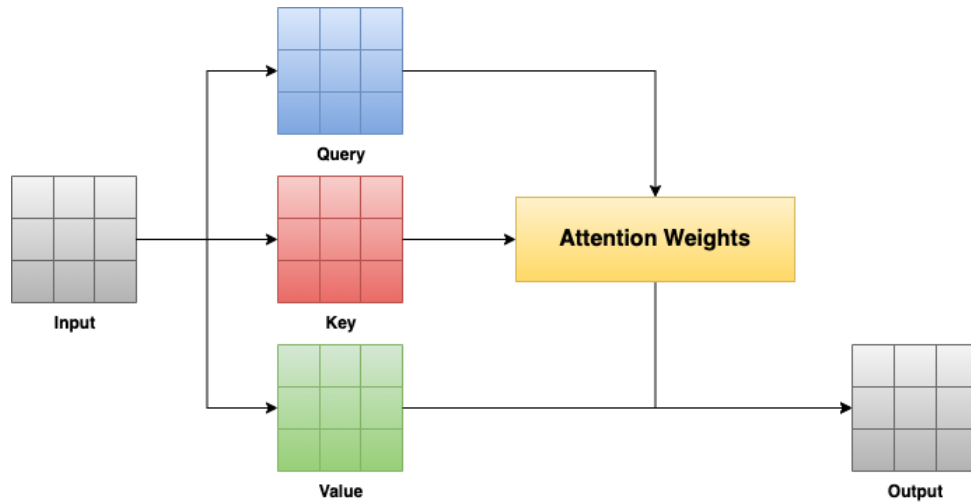 Query
Attention Weights
Input
Key
Value
Output